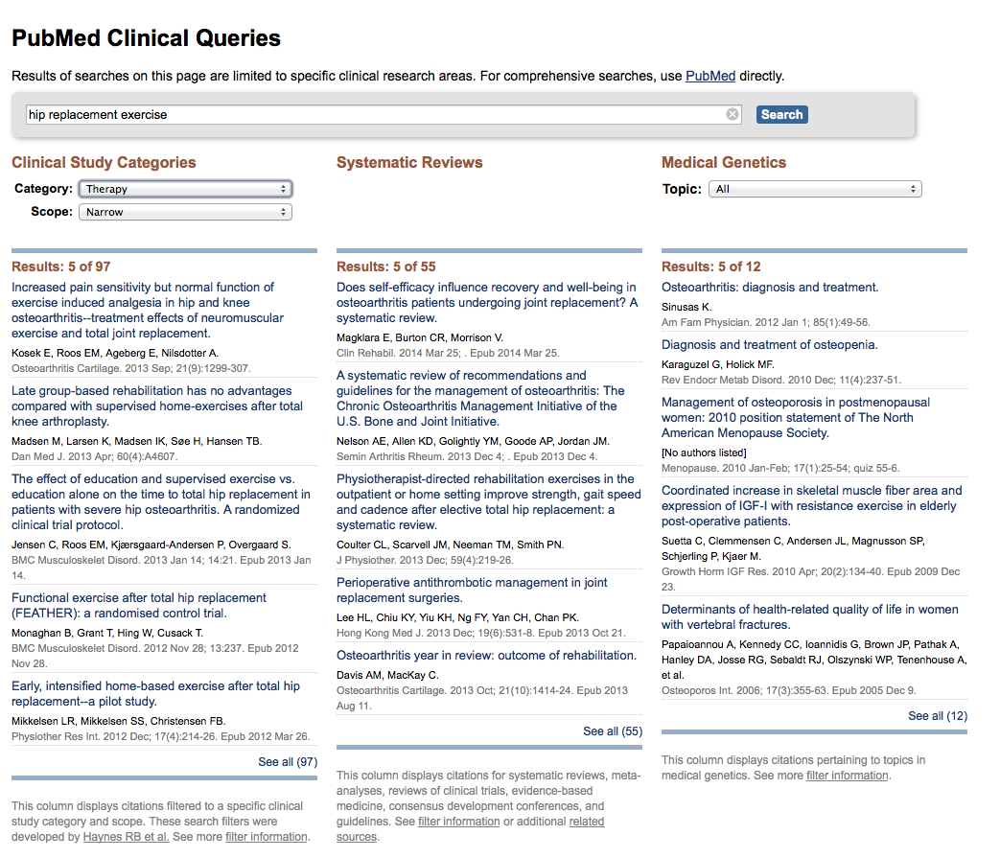 PubMed Clinical Queries
Results of searches on this page are limited to specific clinical research areas. For comprehensive searches, use PubMed directly.
hip replacement exercise
Search
Clinical Study Categories
Category: Therapy
Scope: Narrow
Results: 5 of 97
Increased pain sensitivity but normal function of
exercise induced analgesia in hip and knee
osteoarthritis--treatment effects of neuromuscular
exercise and total joint replacement.
Kosek E, Roos EM, Ageberg E, Nilsdotter A.
Osteoarthritis Cartilage. 2013 Sep; 21(9):1299-307.
Late group-based rehabilitation has no advantages
compared with supervised home-exercises after total
knee arthroplasty.
Madsen M, Larsen K, Madsen IK, Søe H, Hansen TB.
Dan Med J. 2013 Apr; 60(4):A4607.
The effect of education and supervised exercise vs.
education alone on the time to total hip replacement in
patients with severe hip osteoarthritis. A randomized
clinical trial protocol.
Jensen C, Roos EM, Kjærsgaard-Andersen P, Overgaard S.
BMC Musculoskelet Disord. 2013 Jan 14; 14:21. Epub 2013 Jan
14.
Functional exercise after total hip replacement
(FEATHER): a randomised control trial.
Monaghan B, Grant T, Hing W, Cusack T.
BMC Musculoskelet Disord. 2012 Nov 28; 13:237. Epub 2012
Nov 28.
Early, intensified home-based exercise after total hip
replacement--a pilot study.
Mikkelsen LR, Mikkelsen SS, Christensen FB.
Physiother Res Int. 2012 Dec; 17(4):214-26. Epub 2012 Mar 26.
See all (97)
This column displays citations filtered to a specific clinical
study category and scope. These search filters were
developed by Haynes RB et al. See more filter information.
Systematic Reviews
Results: 5 of 55
Does self-efficacy influence recovery and well-being in
osteoarthritis patients undergoing joint replacement? A
systematic review.
Magklara E, Burton CR, Morrison V.
Clin Rehabil. 2014 Mar 25; . Epub 2014 Mar 25.
A systematic review of recommendations and
guidelines for the management of osteoarthritis: The
Chronic Osteoarthritis Management Initiative of the
U.S. Bone and Joint Initiative.
Nelson AE, Allen KD, Golightly YM, Goode AP, Jordan JM.
Semin Arthritis Rheum. 2013 Dec 4; . Epub 2013 Dec 4.
Physiotherapist-directed rehabilitation exercises in the
outpatient or home setting improve strength, gait speed
and cadence after elective total hip replacement: a
systematic review.
Coulter CL, Scarvell JM, Neeman TM, Smith PN.
J Physiother. 2013 Dec; 59(4):219-26.
Perioperative antithrombotic management in joint
replacement surgeries.
Lee HL, Chiu KY, Yiu KH, Ng FY, Yan CH, Chan PK.
Hong Kong Med J. 2013 Dec; 19(6):531-8. Epub 2013 Oct 21.
Osteoarthritis year in review: outcome of rehabilitation.
Davis AM, MacKay C.
Osteoarthritis Cartilage. 2013 Oct; 21(10):1414-24. Epub 2013
Aug 11.
See all (55)
This column displays citations for systematic reviews, meta-
analyses, reviews of clinical trials, evidence-based
medicine, consensus development conferences, and
guidelines. See filter information or additional related
sources.
Medical Genetics
Topic: All
Results: 5 of 12
Osteoarthritis: diagnosis and treatment.
Sinusas K.
Am Fam Physician. 2012 Jan 1; 85(1):49-56.
Diagnosis and treatment of osteopenia.
Karaguzel G, Holick MF.
Rev Endocr Metab Disord. 2010 Dec; 11(4):237-51.
Management of osteoporosis in postmenopausal
women: 2010 position statement of The North
American Menopause Society.
[No authors listed]
Menopause. 2010 Jan-Feb; 17(1):25-54; quiz 55-6.
Coordinated increase in skeletal muscle fiber area and
expression of IGF-I with resistance exercise in elderly
post-operative patients.
Suetta C, Clemmensen C, Andersen JL, Magnusson SP,
Schjerling P, Kjaer M.
Growth Horm IGF Res. 2010 Apr; 20(2):134-40. Epub 2009 Dec
23.
Determinants of health-related quality of life in women
with vertebral fractures.
Papaioannou A, Kennedy CC, Ioannidis G, Brown JP, Pathak A,
Hanley DA, Josse RG, Sebaldt RJ, Olszynski WP, Tenenhouse A,
et al.
Osteoporos Int. 2006; 17(3):355-63. Epub 2005 Dec 9.
See all (12)
This column displays citations pertaining to topics in
medical genetics. See more filter information.